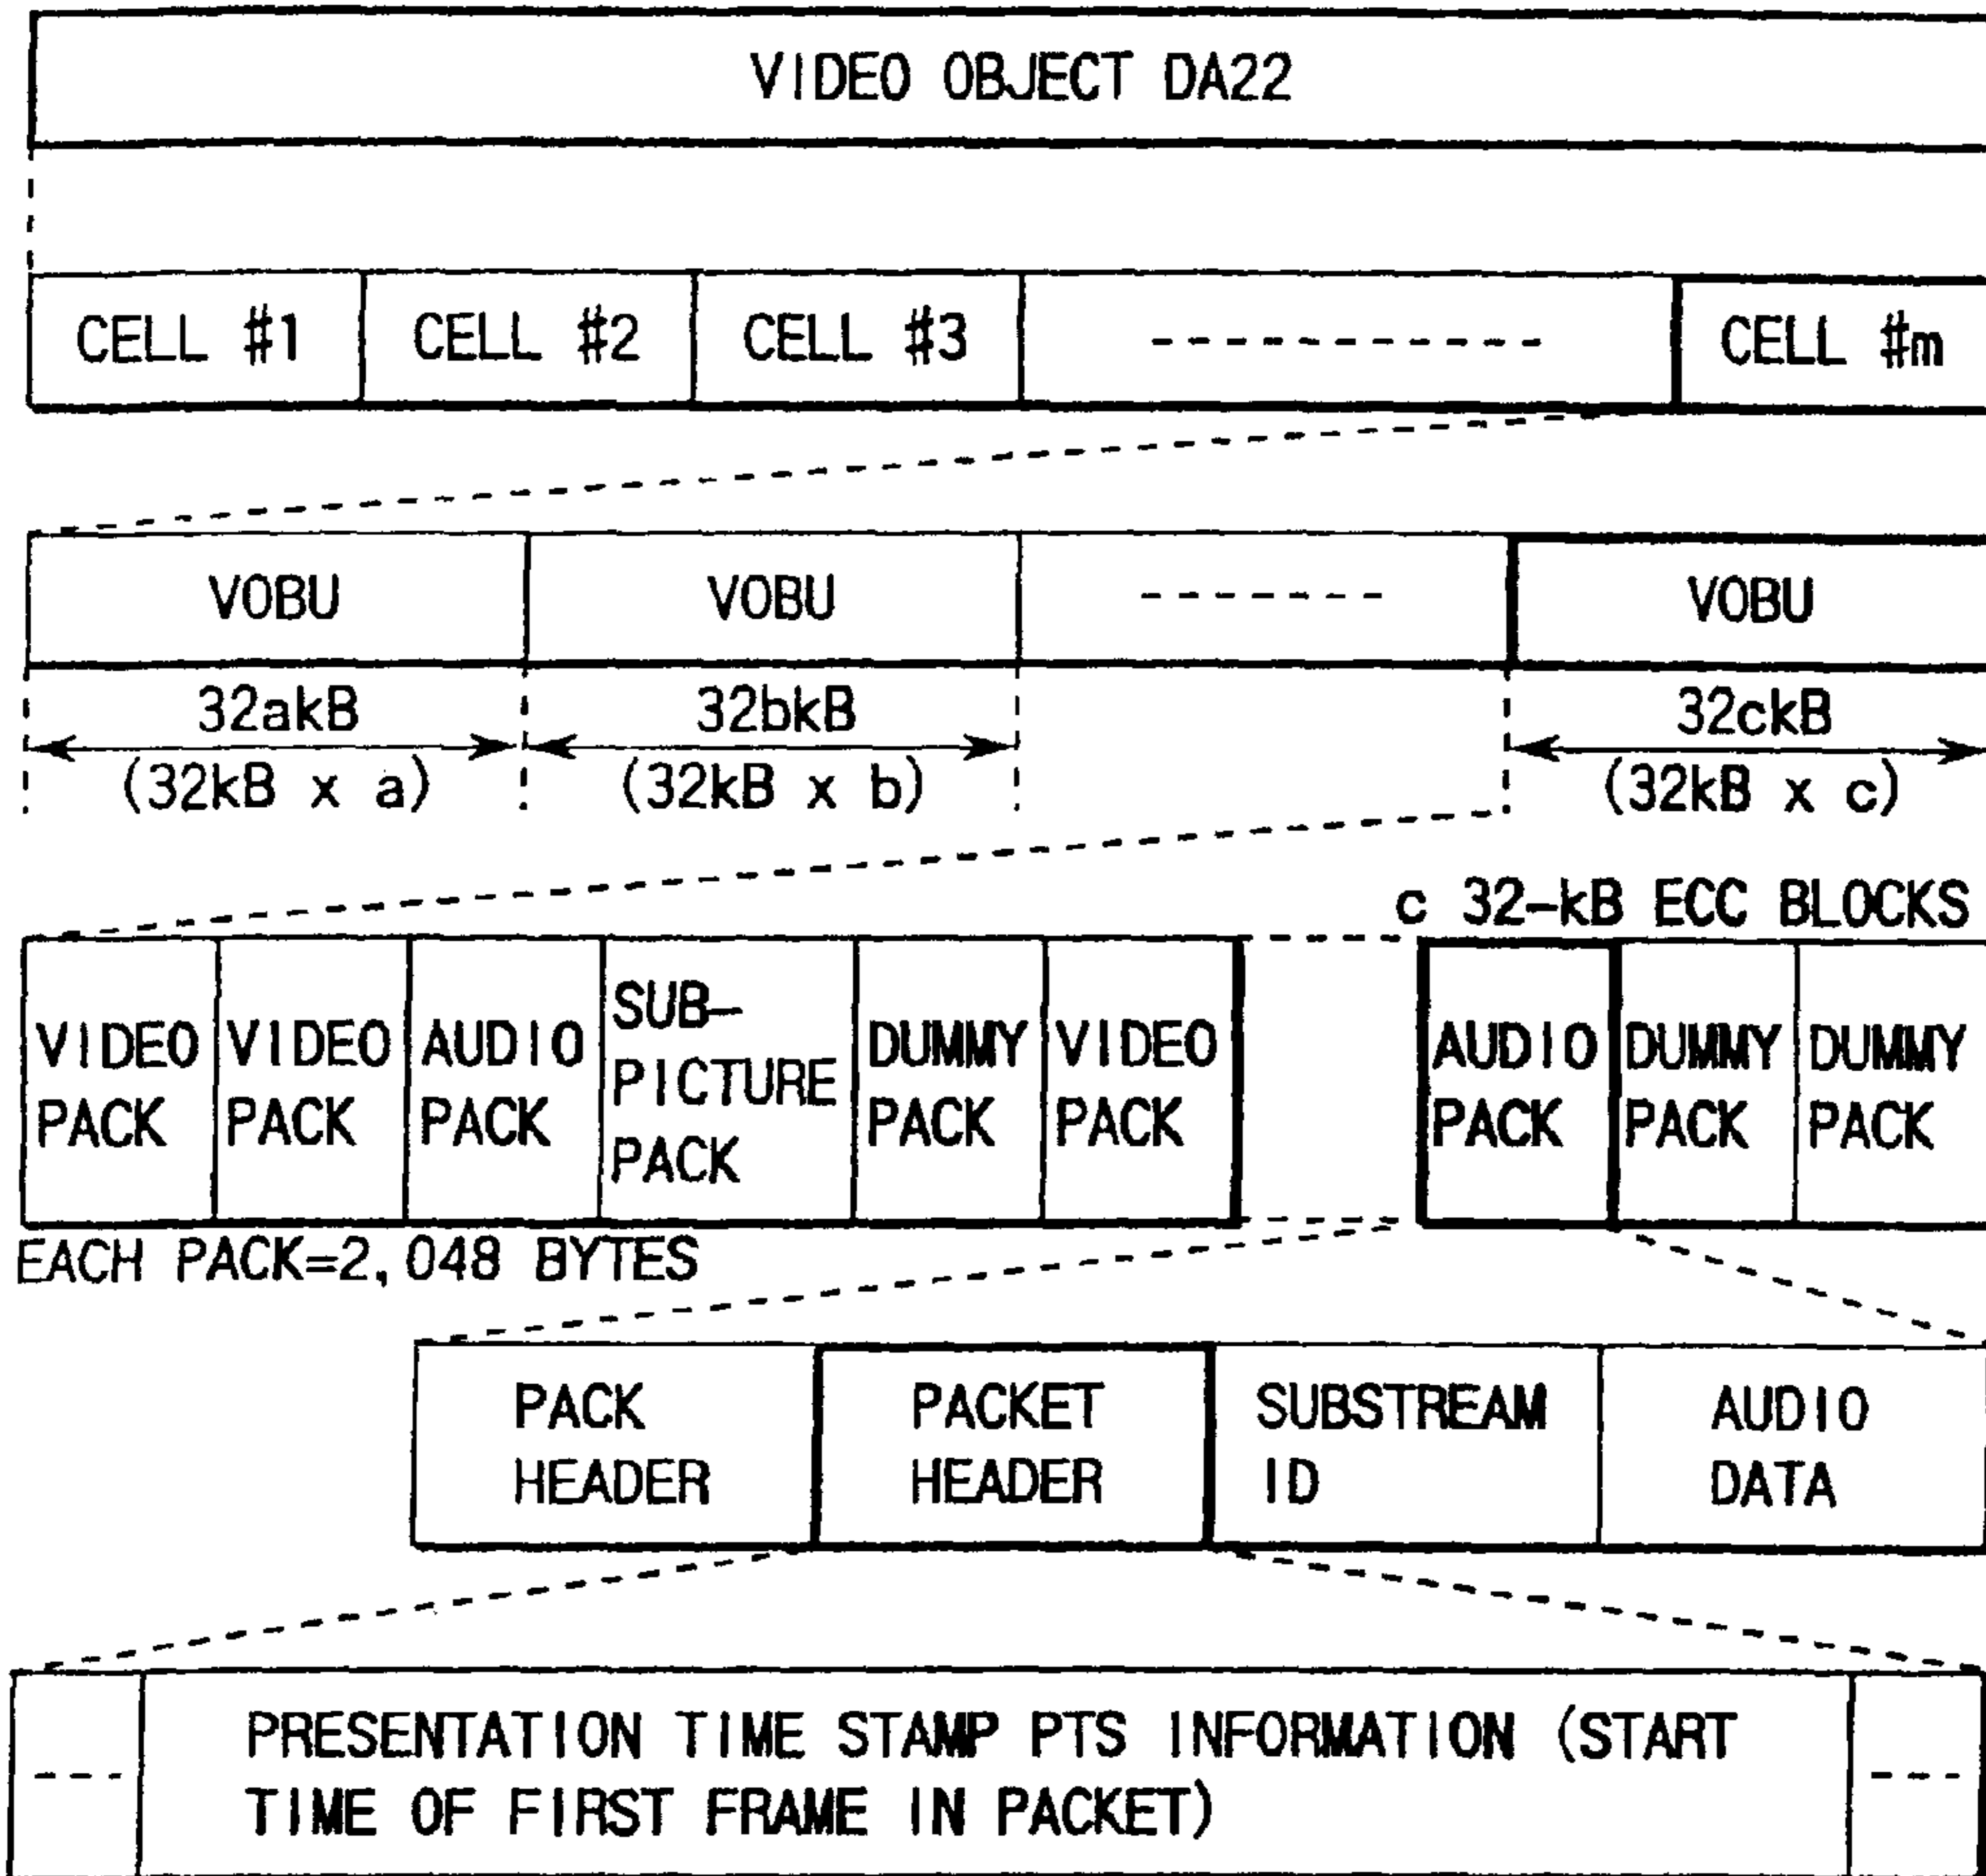 VIDEO OBJECT DA22
CELL #1
CELL #2
CELL #3
CELL #m
VOBU
VOBU
VOBU
32akB
(32kB x a)
32bkB
(32kB x b)
32ckB
(32kB x c)
c 32-kB ECC BLOCKS
VIDEO
PACK
VIDEO
PACK
AUDIO
PACK
SUB-
PICTURE
PACK
DUMMY
PACK
VIDEO
PACK
AUDIO
PACK
DUMMY
PACK
DUMMY
PACK
EACH PACK=2, 048 BYTES
PACK
HEADER
PACKET
HEADER
SUBSTREAM
ID
AUDIO
DATA
PRESENTATION TIME STAMP PTS INFORMATION (START
TIME OF FIRST FRAME IN PACKET)